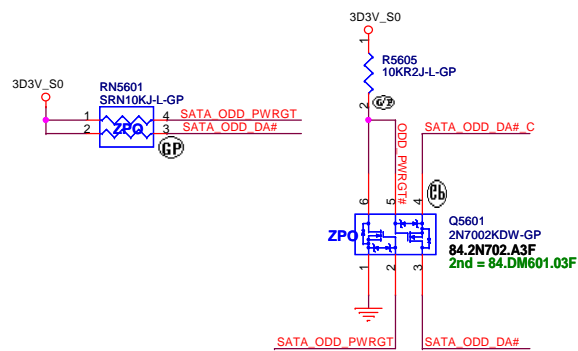 3D3V_S0
R5605
10KR2J-L-GP
1
2
GP
3D3V_S0
RN5601
SRN10KJ-L-GP
1
2
4
3
SATA_ODD_PWRGT
SATA_ODD_DA#
ZPO
GP
ODD_PWRGT#
SATA_ODD_DA#_C
6
5
4
ZPO
Q5601
2N7002KDW-GP
84.2N702.A3F
2nd = 84.DM601.03F
1
2
3
SATA_ODD_PWRGT
SATA_ODD_DA#